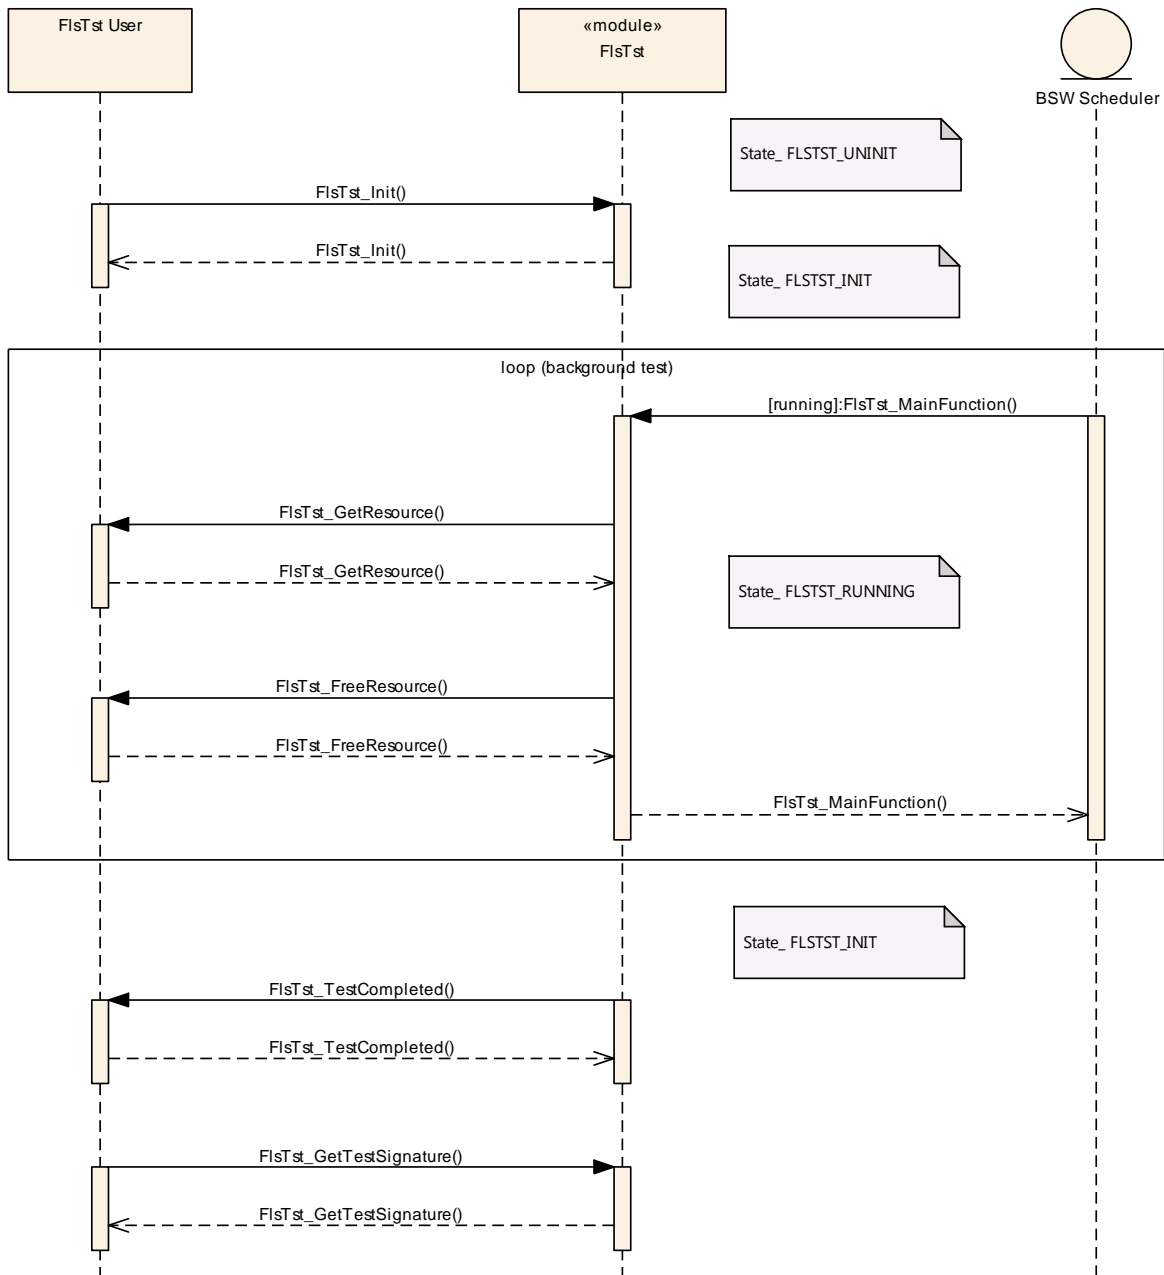 FlsTst User
«module»
FlsTst
BSW Scheduler
State_ FLSTST_UNINIT
FlsTst_Init()
FlsTst_Init()
State_ FLSTST_INIT
loop (background test)
[running]:FlsTst_MainFunction()
FlsTst_GetResource()
FlsTst_GetResource()
State_ FLSTST_RUNNING
FlsTst_FreeResource()
FlsTst_FreeResource()
FlsTst_MainFunction()
State_ FLSTST_INIT
FlsTst_TestCompleted()
FlsTst_TestCompleted()
FlsTst_GetTestSignature()
FlsTst_GetTestSignature()